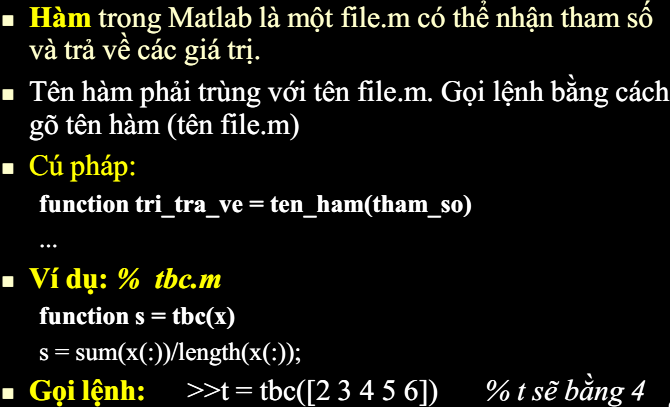 Hàm trong Matlab là một file.m có thể nhận tham số
và trả về các giá trị.
Tên hàm phải trùng với tên file.m. Gọi lệnh bằng cách
gõ tên hàm (tên file.m)
Cú pháp:
function tri_tra_ve = ten_ham(tham_so)
...
Ví dụ: % tbc.m
function s = tbc(x)
s = sum(x(:))/length(x(:));
Gọi lệnh: >>t = tbc([2 3 4 5 6]) % t sẽ bằng 4